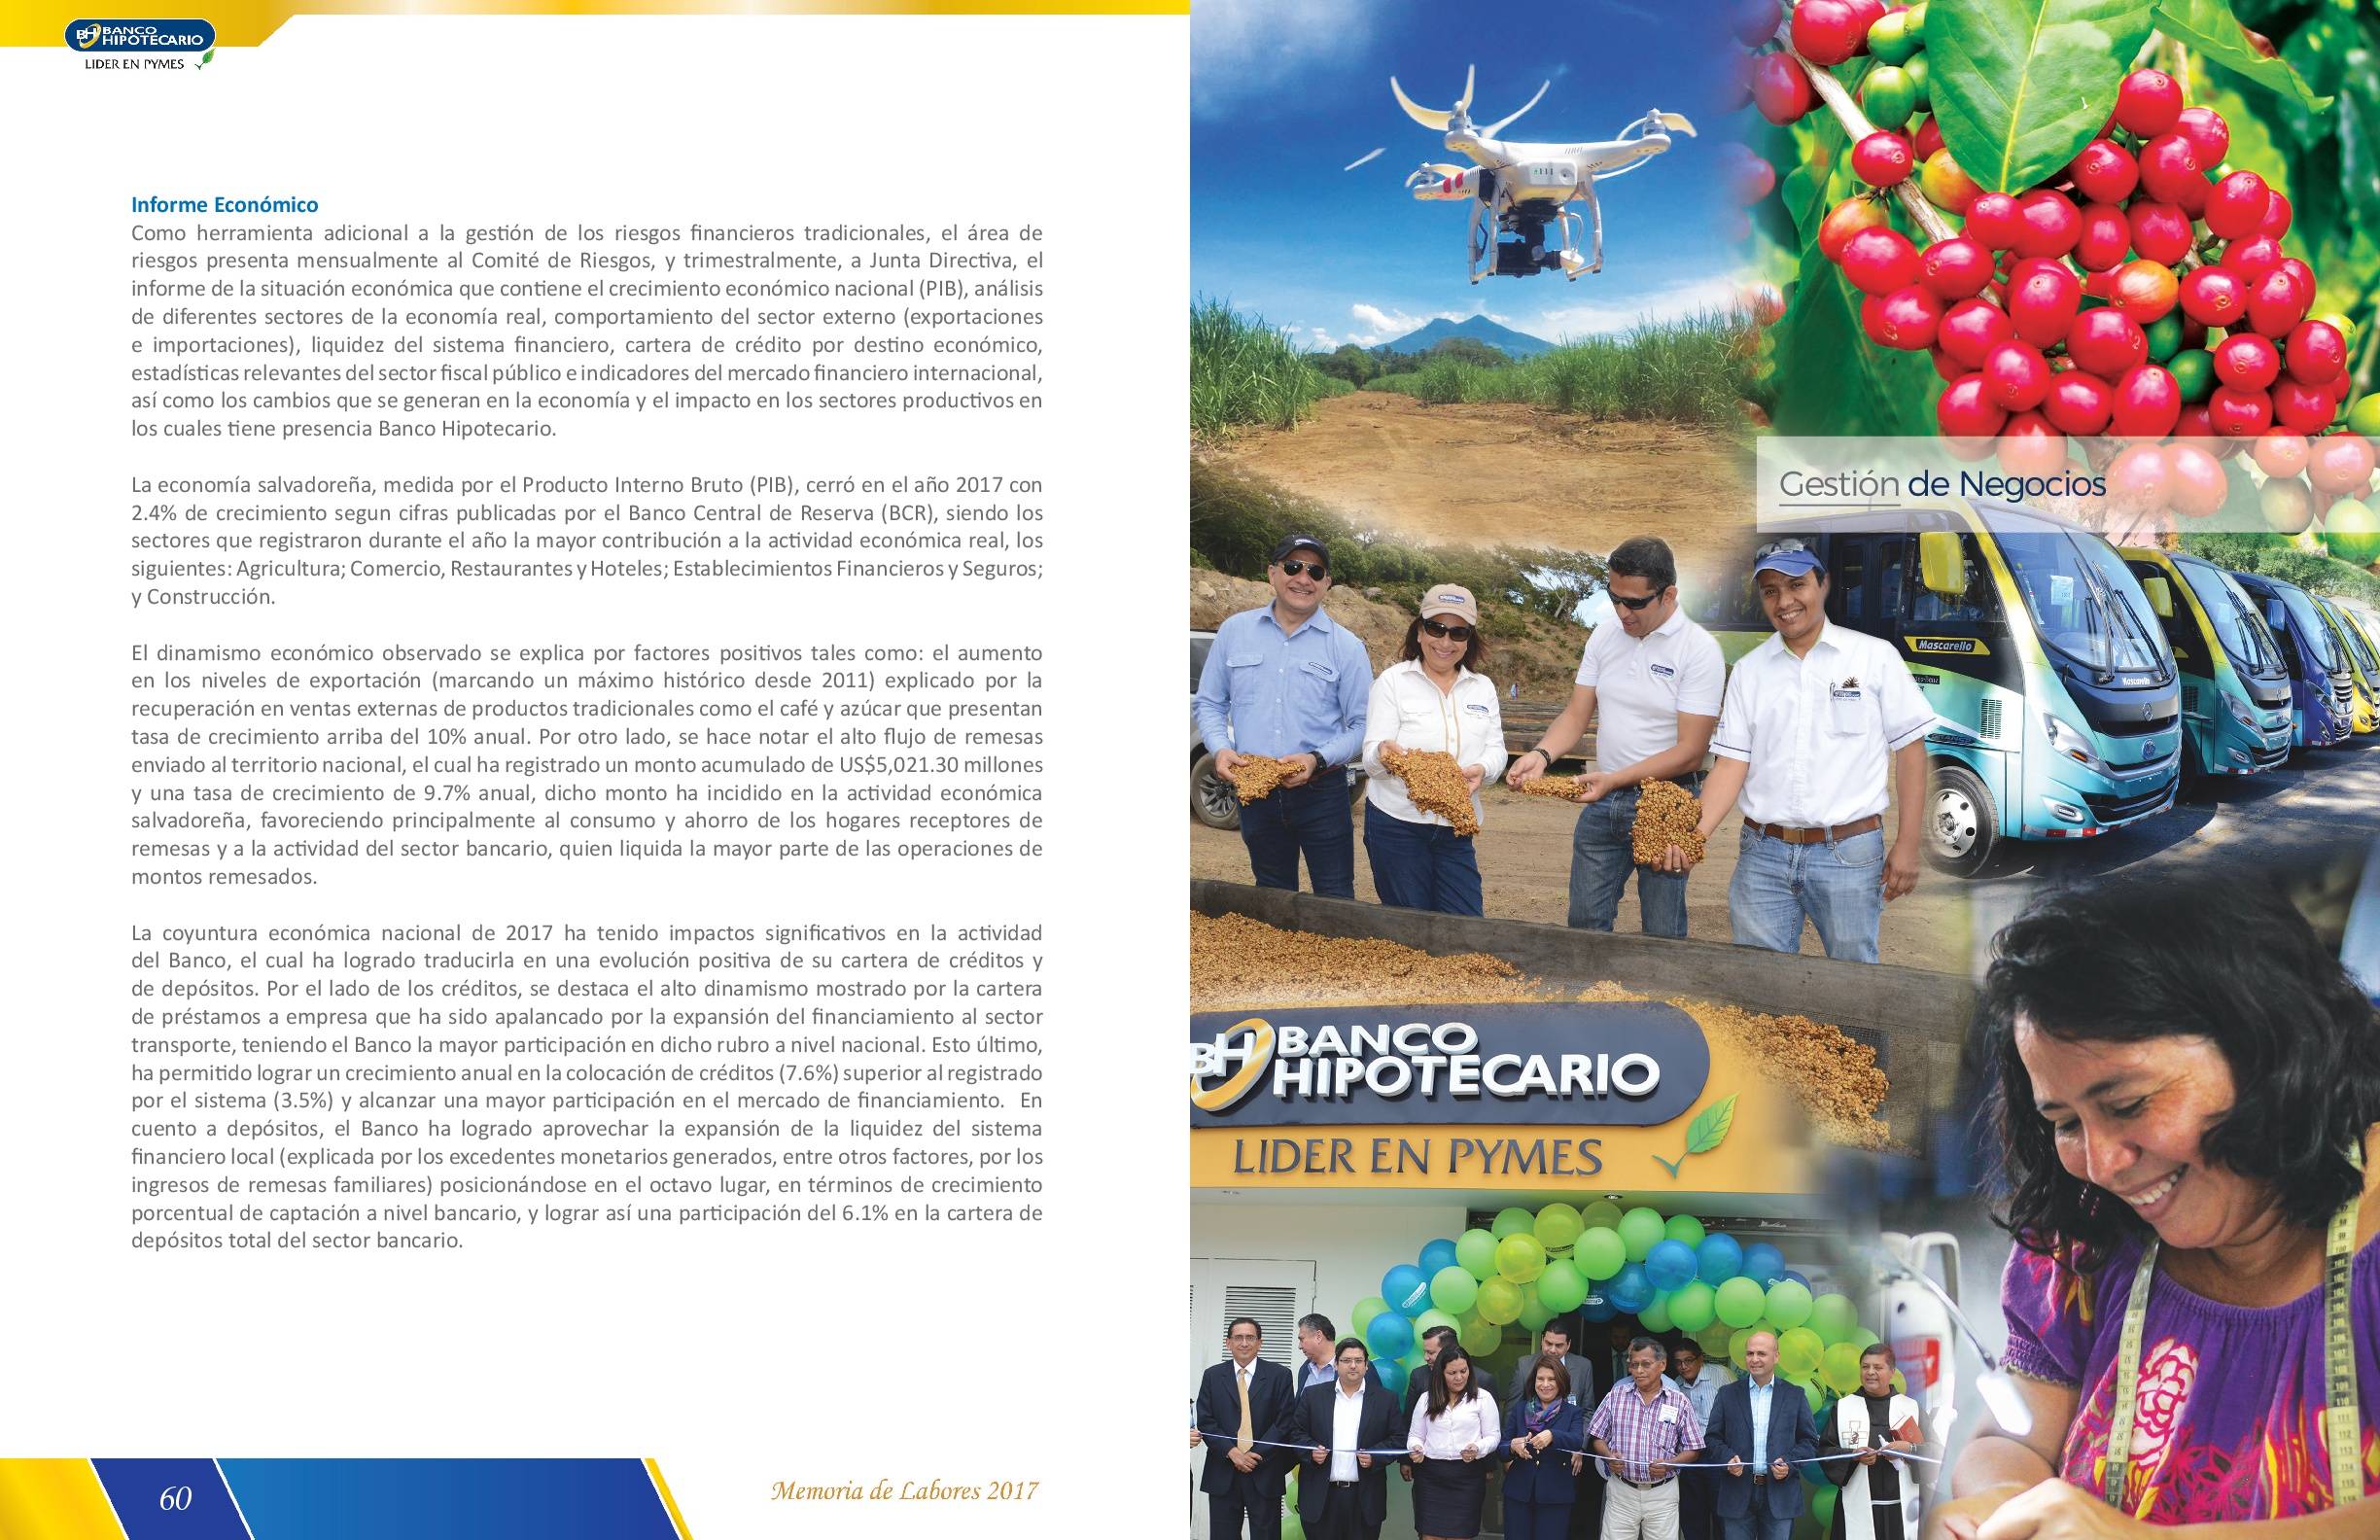 BH BANCO
HIPOTECARIO
LIDER EN PYMES
Informe Económico
Como herramienta adicional a la gestión de los riesgos financieros tradicionales, el área de
riesgos presenta mensualmente al Comité de Riesgos, y trimestralmente, a Junta Directiva, el
informe de la situación económica que contiene el crecimiento económico nacional (PIB), análisis
de diferentes sectores de la economía real, comportamiento del sector externo (exportaciones
e importaciones), liquidez del sistema financiero, cartera de crédito por destino económico,
estadísticas relevantes del sector fiscal público e indicadores del mercado financiero internacional,
así como los cambios que se generan en la economía y el impacto en los sectores productivos en
los cuales tiene presencia Banco Hipotecario.
La economía salvadoreña, medida por el Producto Interno Bruto (PIB), cerró en el año 2017 con
2.4% de crecimiento segun cifras publicadas por el Banco Central de Reserva (BCR), siendo los
sectores que registraron durante el año la mayor contribución a la actividad económica real, los
siguientes: Agricultura; Comercio, Restaurantes y Hoteles; Establecimientos Financieros y Seguros;
y Construcción.
El dinamismo económico observado se explica por factores positivos tales como: el aumento
en los niveles de exportación (marcando un máximo histórico desde 2011) explicado por la
recuperación en ventas externas de productos tradicionales como el café y azúcar que presentan
tasa de crecimiento arriba del 10% anual. Por otro lado, se hace notar el alto flujo de remesas
enviado al territorio nacional, el cual ha registrado un monto acumulado de US$5,021.30 millones
y una tasa de crecimiento de 9.7% anual, dicho monto ha incidido en la actividad económica
salvadoreña, favoreciendo principalmente al consumo y ahorro de los hogares receptores de
remesas y a la actividad del sector bancario, quien liquida la mayor parte de las operaciones de
montos remesados.
La coyuntura económica nacional de 2017 ha tenido impactos significativos en la actividad
del Banco, el cual ha logrado traducirla en una evolución positiva de su cartera de créditos y
de depósitos. Por el lado de los créditos, se destaca el alto dinamismo mostrado por la cartera
de préstamos a empresa que ha sido apalancado por la expansión del financiamiento al sector
transporte, teniendo el Banco la mayor participación en dicho rubro a nivel nacional. Esto último,
ha permitido lograr un crecimiento anual en la colocación de créditos (7.6%) superior al registrado
por el sistema (3.5%) y alcanzar una mayor participación en el mercado de financiamiento. En
cuento a depósitos, el Banco ha logrado aprovechar la expansión de la liquidez del sistema
financiero local (explicada por los excedentes monetarios generados, entre otros factores, por los
ingresos de remesas familiares) posicionándose en el octavo lugar, en términos de crecimiento
porcentual de captación a nivel bancario, y lograr así una participación del 6.1% en la cartera de
depósitos total del sector bancario.
60
Memoria de Labores 2017
Gestión de Negocios
Mascarello
Mascarello
BH BANCO
HIPOTECARIO
LIDER EN PYMES